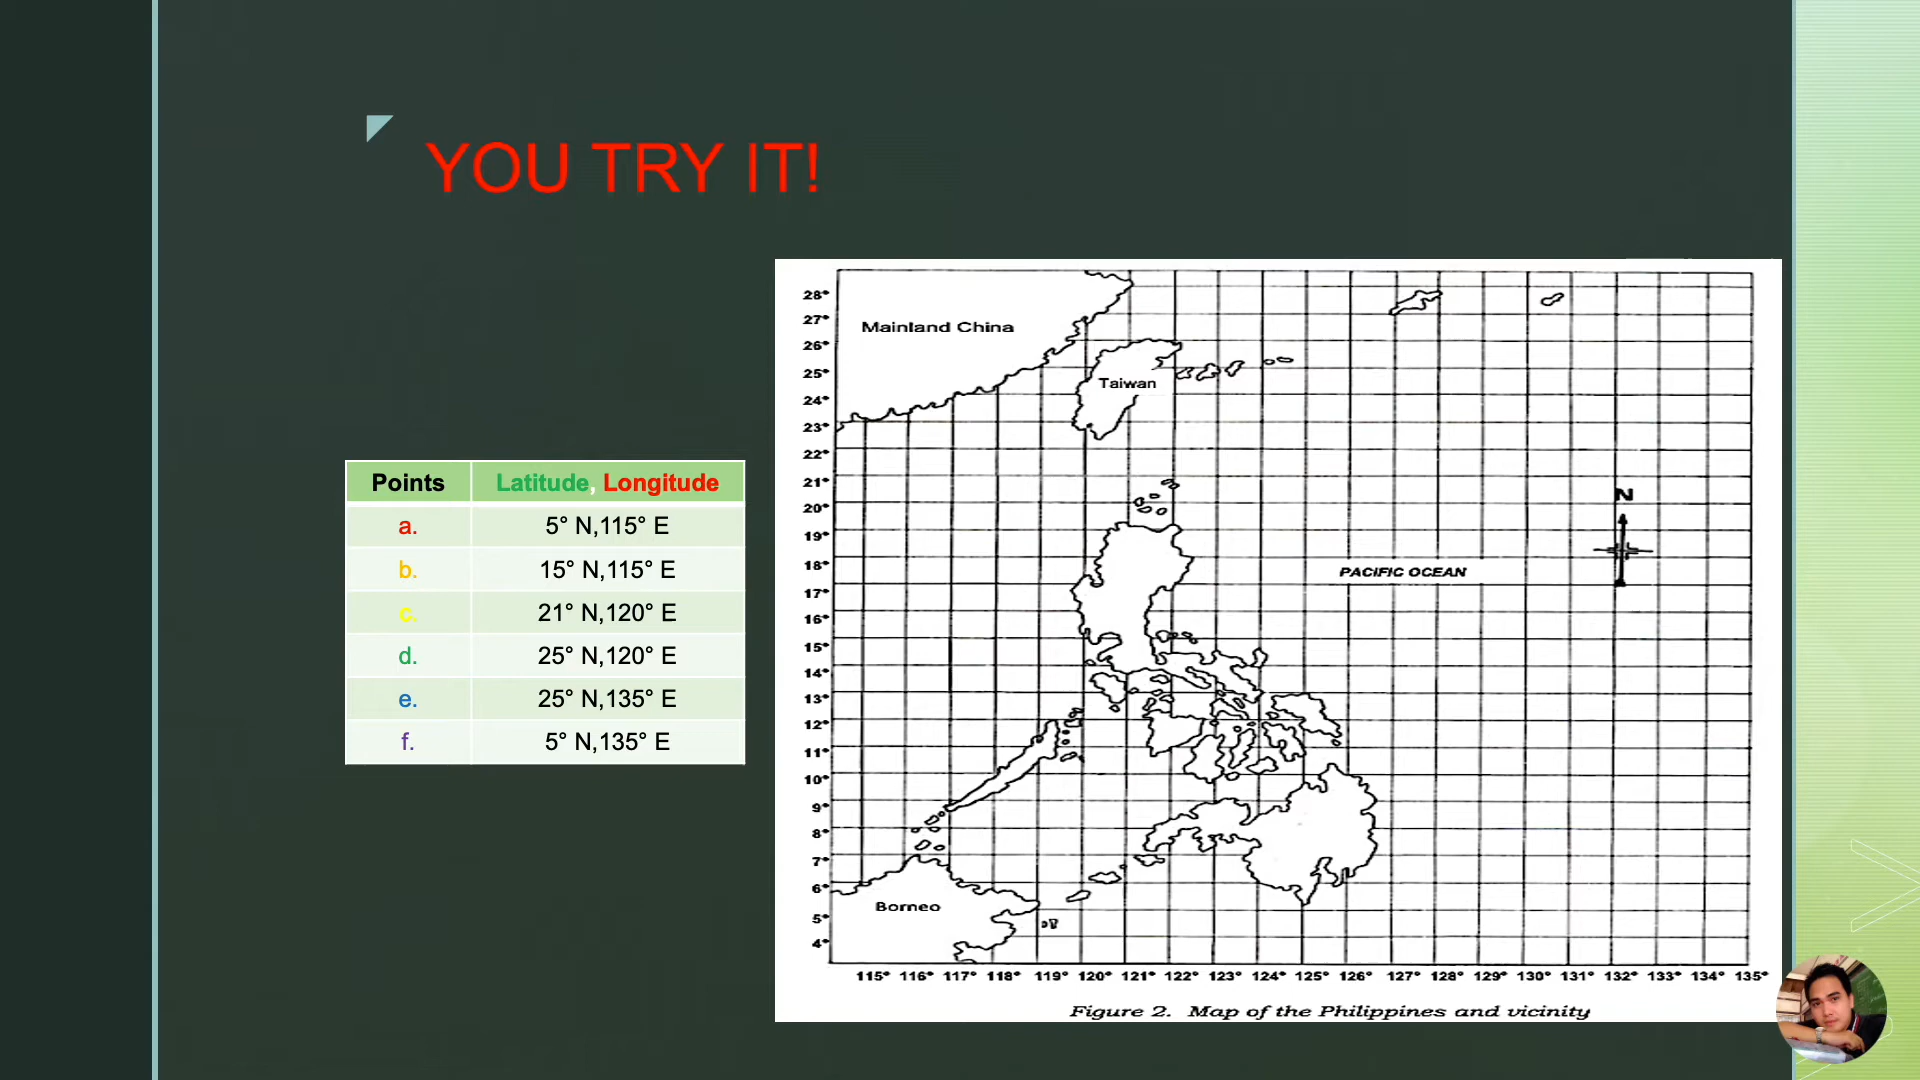 YOU TRY IT!
Points Latitude, Longitude
a. 5° N,115° E
b. 15° N,115° E
c. 21° N,120° E
d. 25° N,120° E
e. 25° N,135° E
f. 5° N,135° E
28°
27°
Mainland China
26°
25°
Taiwan
24°
23°
22°
21°
N
20°
19°
18°
PACIFIC OCEAN
17°
16°
15°
14°
13°
12°
11°
10°
9°
8°
7°
6°
Borneo
5°
4°
115° 116° 117° 118° 119° 120° 121° 122° 123° 124° 125° 126° 127° 128° 129° 130° 131° 132° 133° 134° 135°
Figure 2. Map of the Philippines and vicinity